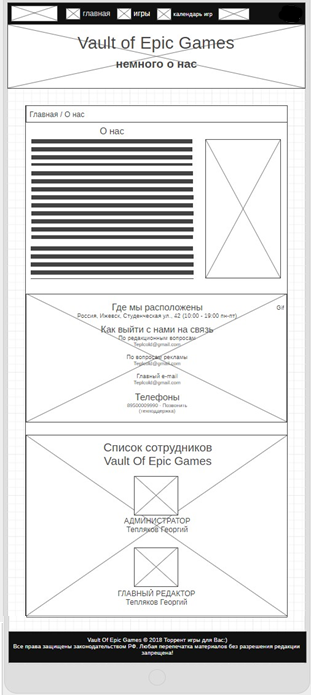 главная игры календарь игр
Vault of Epic Games
немного о нас
Главная / О нас
О нас
Где мы расположены
Россия, Ижевск, Студенческая ул., 42 (10:00 - 19:00 пн-пт)
Как выйти с нами на связь
По редакционным вопросам
Teplcold@gmail.com
По вопросам рекламы
Teplcold@gmail.com
Главный e-mail
Teplcold@gmail.com
Телефоны
89500009990 - Позвонить
(техподдержка)
Список сотрудников
Vault Of Epic Games
АДМИНИСТРАТОР
Тепляков Георгий
ГЛАВНЫЙ РЕДАКТОР
Тепляков Георгий
Vault Of Epic Games © 2018 Торрент игры для Вас:)
Все права защищены законодательством РФ. Любая перепечатка материалов без разрешения редакции
запрещена!